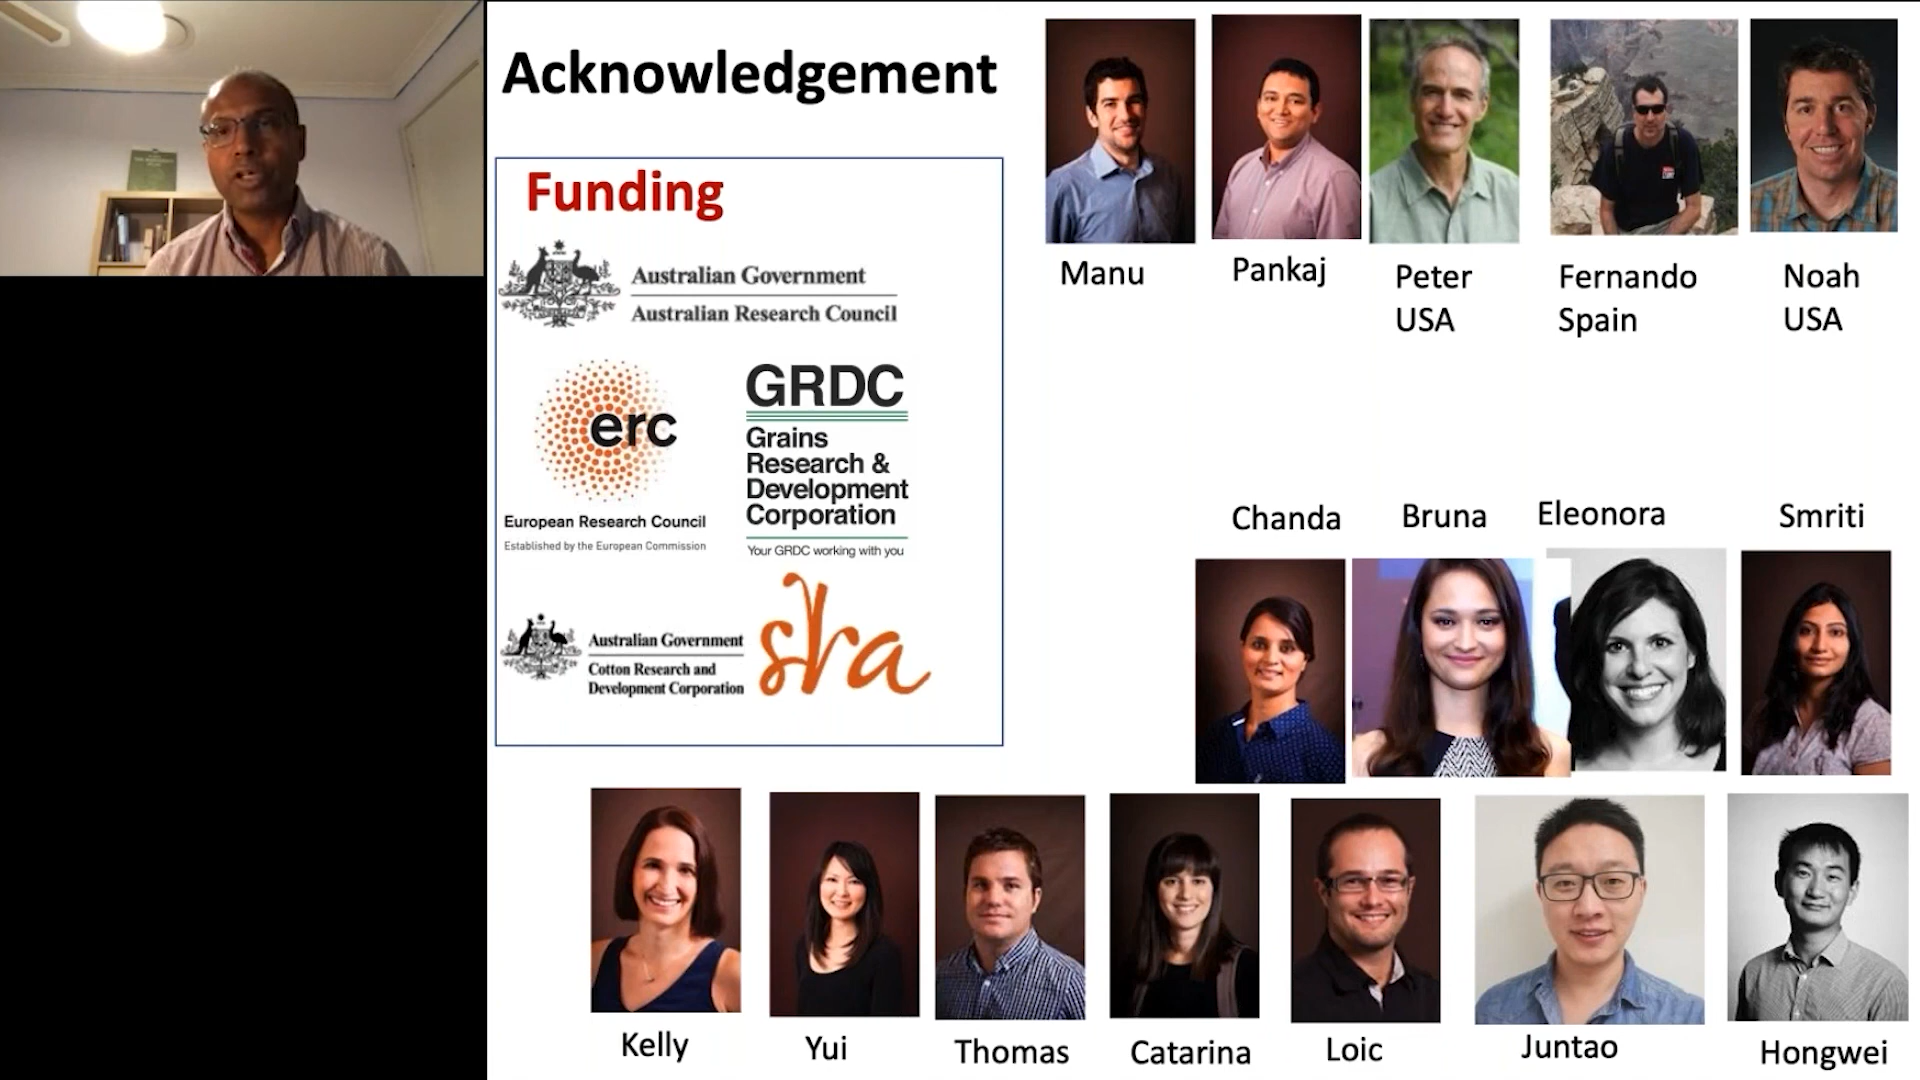 Acknowledgement
Funding
Australian Government
Australian Research Council
erc
European Research Council
Established by the European Commission
GRDC
Grains
Research &
Development
Corporation
Your GRDC working with you
Australian Government
Cotton Research and
Development Corporation
sra
Manu
Pankaj
Peter
USA
Fernando
Spain
Noah
USA
Chanda
Bruna
Eleonora
Smriti
Kelly
Yui
Thomas
Catarina
Loic
Juntao
Hongwei